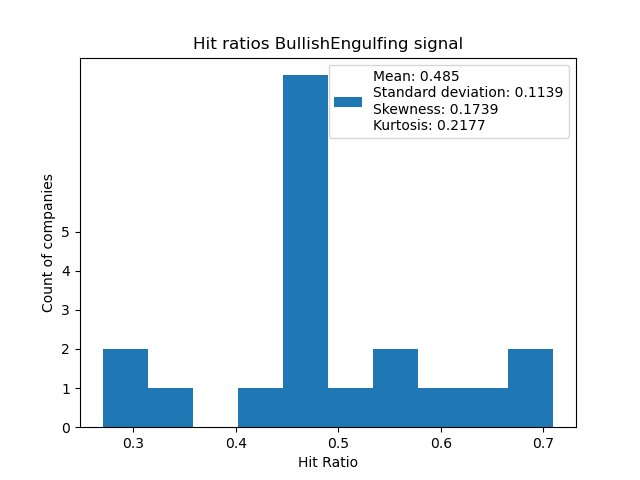 Hit ratios BullishEngulfing signal
Mean: 0.485
Standard deviation: 0.1139
Skewness: 0.1739
Kurtosis: 0.2177
Count of companies
5
4
3
2
1
0
0.3 0.4 0.5 0.6 0.7
Hit Ratio